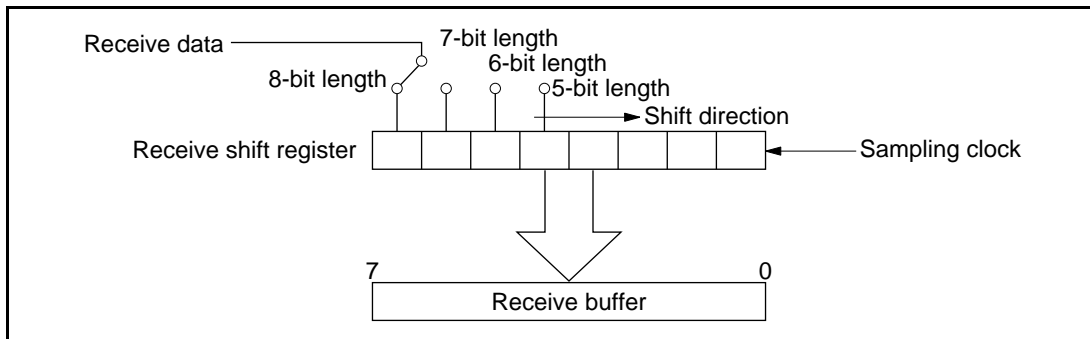 Receive data
7-bit length
8-bit length
6-bit length
5-bit length
Shift direction
Receive shift register
Sampling clock
7
0
Receive buffer